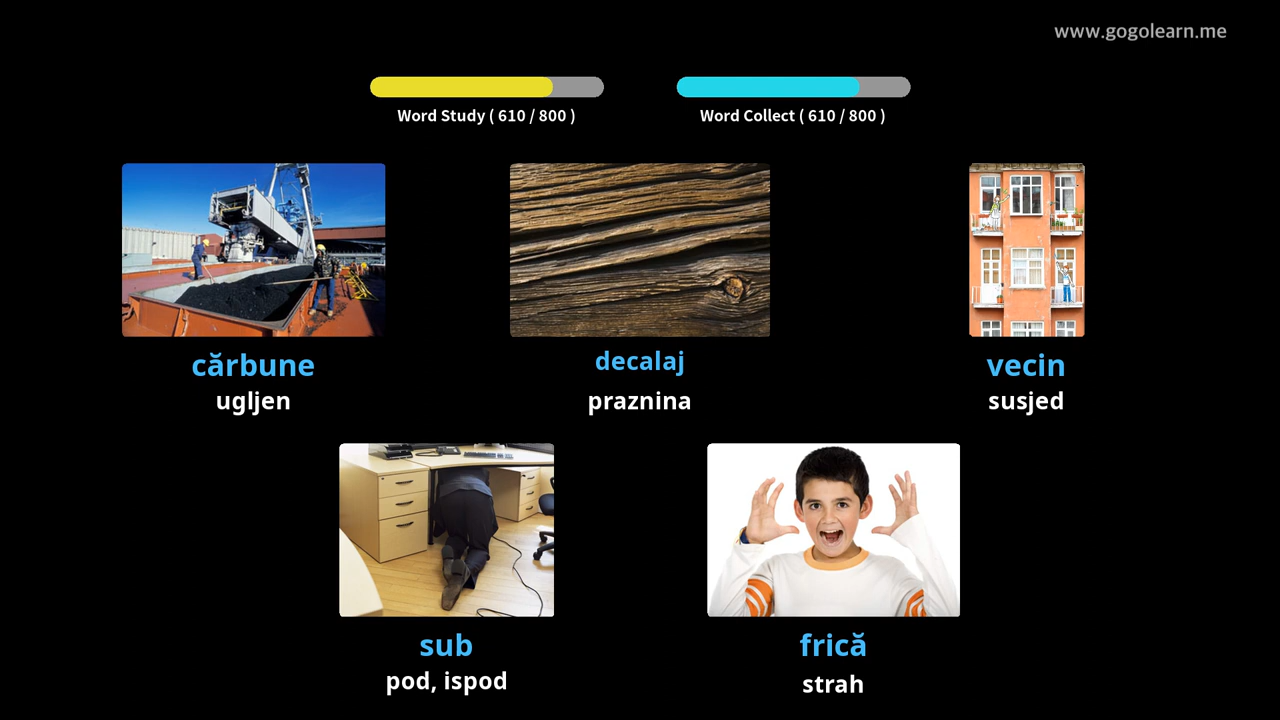 www.gogolearn.me
Word Study ( 610 / 800 )
Word Collect ( 610 / 800 )
cărbune
ugljen
decalaj
praznina
vecin
susjed
sub
pod, ispod
frică
strah